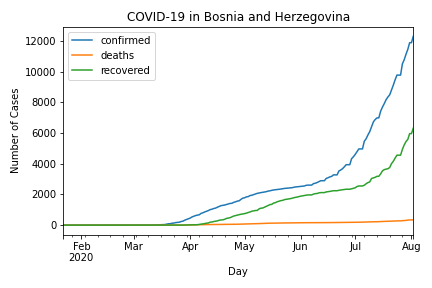 COVID-19 in Bosnia and Herzegovina
confirmed
deaths
recovered
Number of Cases
12000
10000
8000
6000
4000
2000
0
Feb
2020
Mar
Apr
May
Jun
Jul
Aug
Day